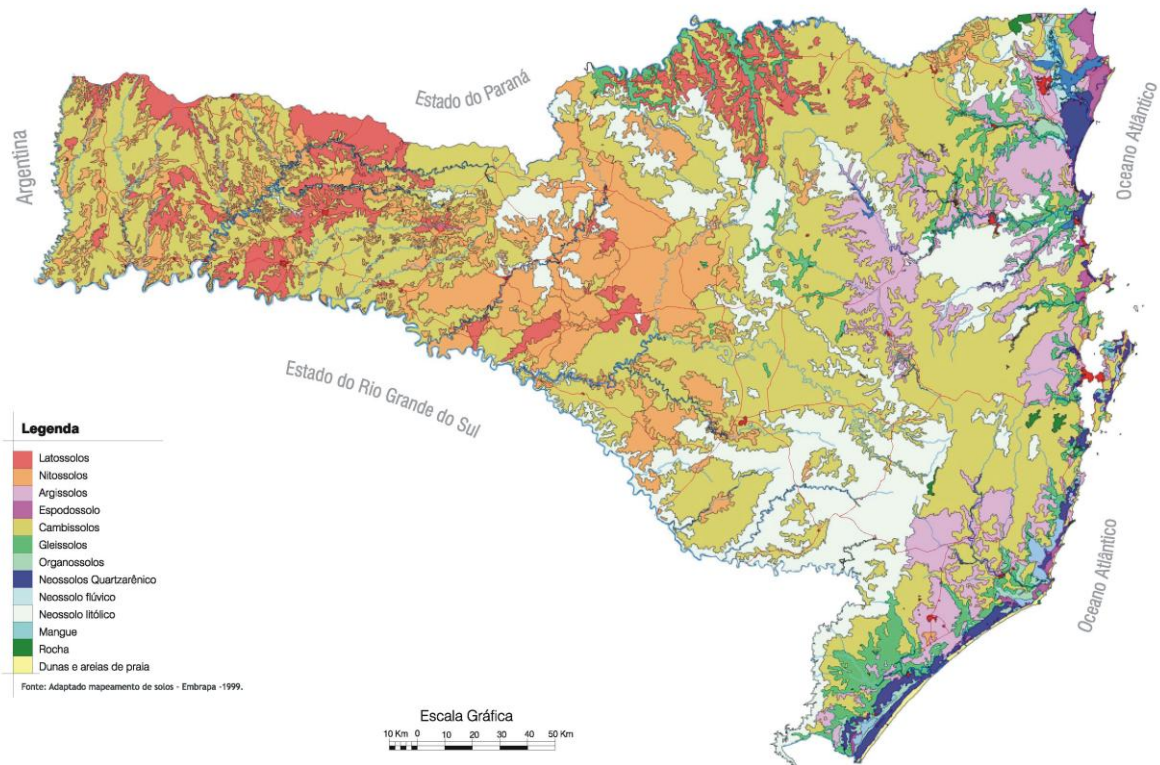 Estado do Paraná
Argentina
Oceano Atlântico
Estado do Rio Grande do Sul
Oceano Atlântico
Legenda
Latossolos
Nitossolos
Argissolos
Espodossolo
Cambissolos
Gleissolos
Organossolos
Neossolos Quartzarênico
Neossolo flúvico
Neossolo litólico
Mangue
Rocha
Dunas e areias de praia
Fonte: Adaptado mapeamento de solos - Embrapa -1999.
Escala Gráfica
10 Km 0 10 20 30 40 50 Km